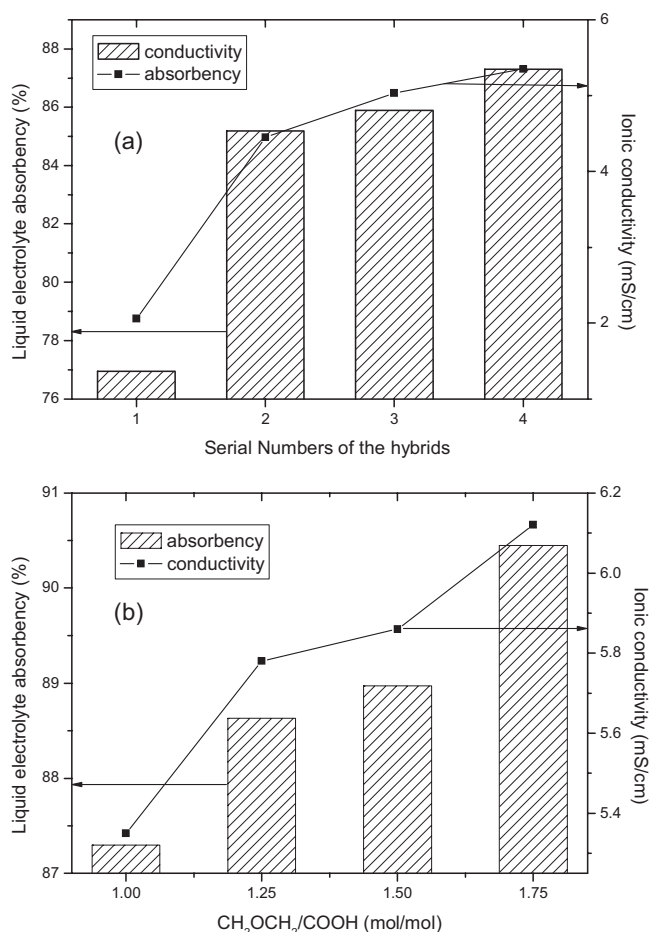 88
86
84
82
80
78
76
Liquid electrolyte absorbency (%)
conductivity
absorbency
(a)
6
4
2
Ionic conductivity (mS/cm)
1 2 3 4
Serial Numbers of the hybrids
91
90
89
88
87
Liquid electrolyte absorbency (%)
absorbency
conductivity
(b)
6.2
6.0
5.8
5.6
5.4
Ionic conductivity (mS/cm)
1.00 1.25 1.50 1.75
CH₂OCH₂/COOH (mol/mol)